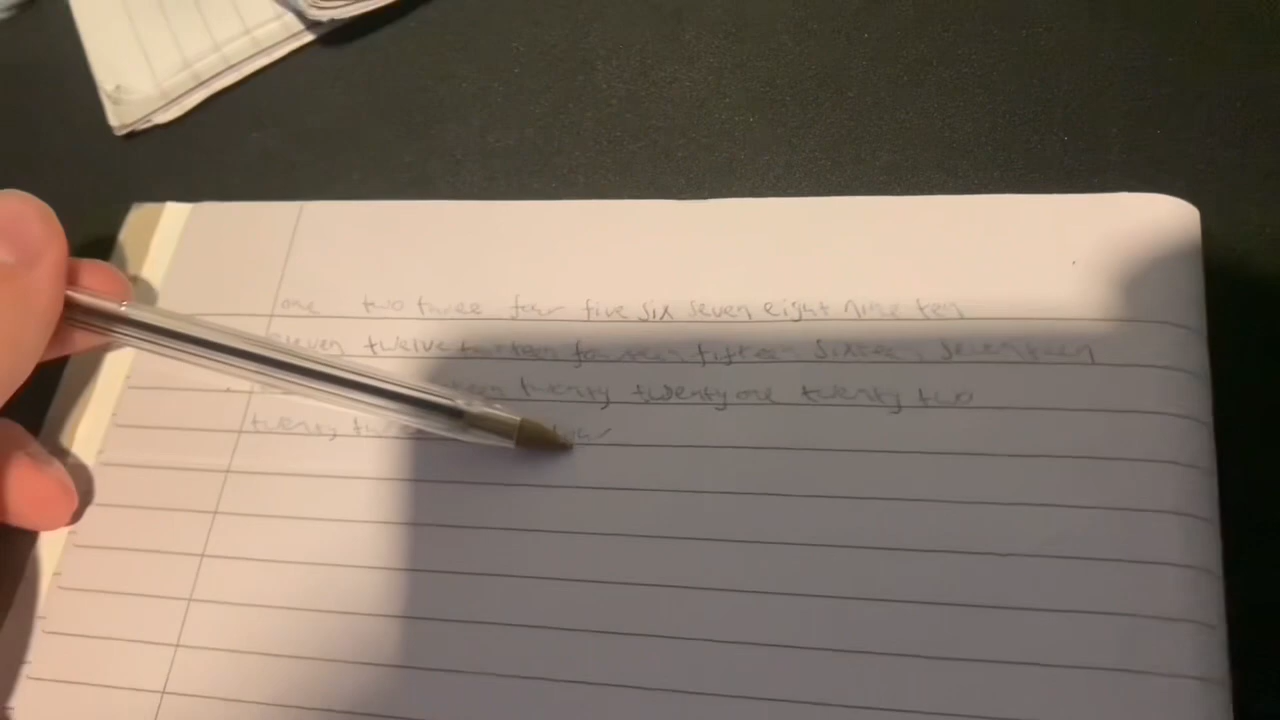 one two three four five six seven eight nine ten
eleven twelve fourteen fifteen sixteen seventeen
twenty twenty one twenty two
twenty